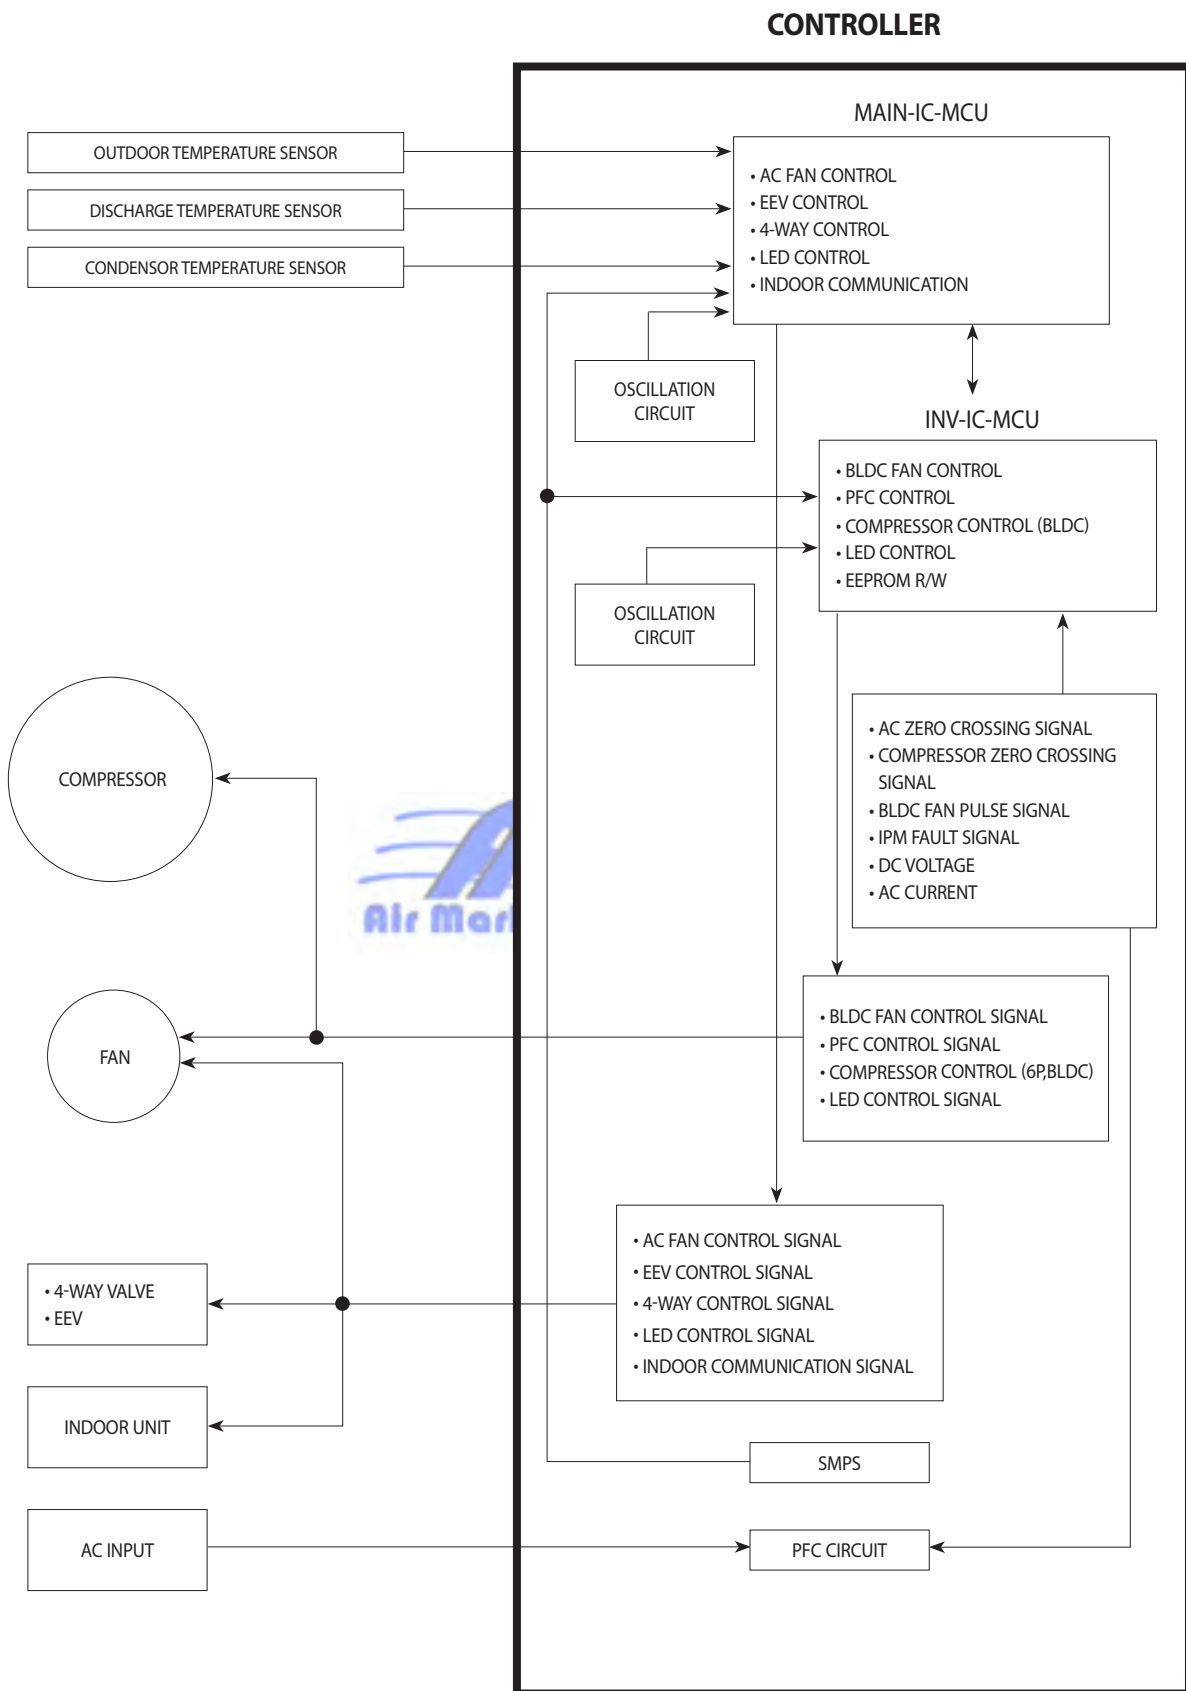 CONTROLLER
MAIN-IC-MCU
OUTDOOR TEMPERATURE SENSOR
DISCHARGE TEMPERATURE SENSOR
CONDENSOR TEMPERATURE SENSOR
• AC FAN CONTROL
• EEV CONTROL
• 4-WAY CONTROL
• LED CONTROL
• INDOOR COMMUNICATION
OSCILLATION
CIRCUIT
INV-IC-MCU
• BLDC FAN CONTROL
• PFC CONTROL
• COMPRESSOR CONTROL (BLDC)
• LED CONTROL
• EEPROM R/W
OSCILLATION
CIRCUIT
COMPRESSOR
• AC ZERO CROSSING SIGNAL
• COMPRESSOR ZERO CROSSING
SIGNAL
• BLDC FAN PULSE SIGNAL
• IPM FAULT SIGNAL
• DC VOLTAGE
• AC CURRENT
Air
FAN
• BLDC FAN CONTROL SIGNAL
• PFC CONTROL SIGNAL
• COMPRESSOR CONTROL (6P,BLDC)
• LED CONTROL SIGNAL
• AC FAN CONTROL SIGNAL
• EEV CONTROL SIGNAL
• 4-WAY CONTROL SIGNAL
• LED CONTROL SIGNAL
• INDOOR COMMUNICATION SIGNAL
• 4-WAY VALVE
• EEV
INDOOR UNIT
SMPS
AC INPUT
PFC CIRCUIT